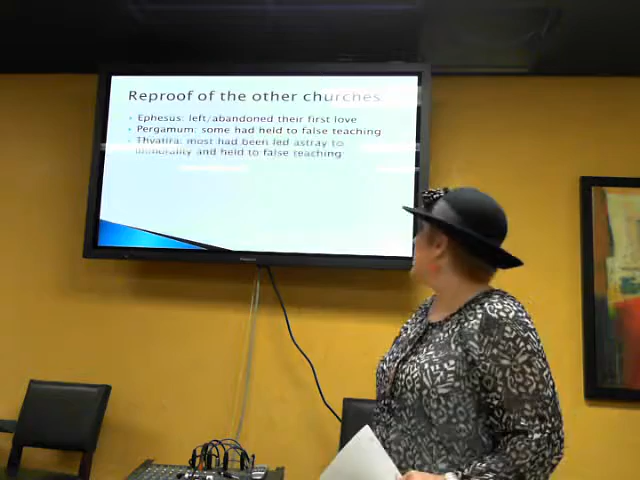 Reproof of the other churches
Ephesus: left/abandoned their first love
Pergamum: some had held to false teaching
Thyatira: most had been led astray to
immorality and held to false teaching
Panasonic